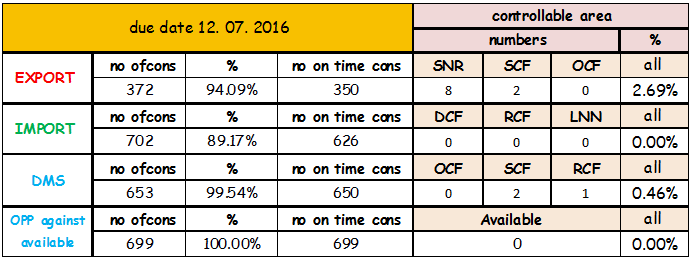 due date 12. 07. 2016 controllable area
numbers %
EXPORT no ofcons % no on time cons SNR SCF OCF all
372 94.09% 350 8 2 0 2.69%
IMPORT no ofcons % no on time cons DCF RCF LNN all
702 89.17% 626 0 0 0 0.00%
DMS no ofcons % no on time cons OCF SCF RCF all
653 99.54% 650 0 2 1 0.46%
OPP against available no ofcons % no on time cons Available all
699 100.00% 699 0 0.00%